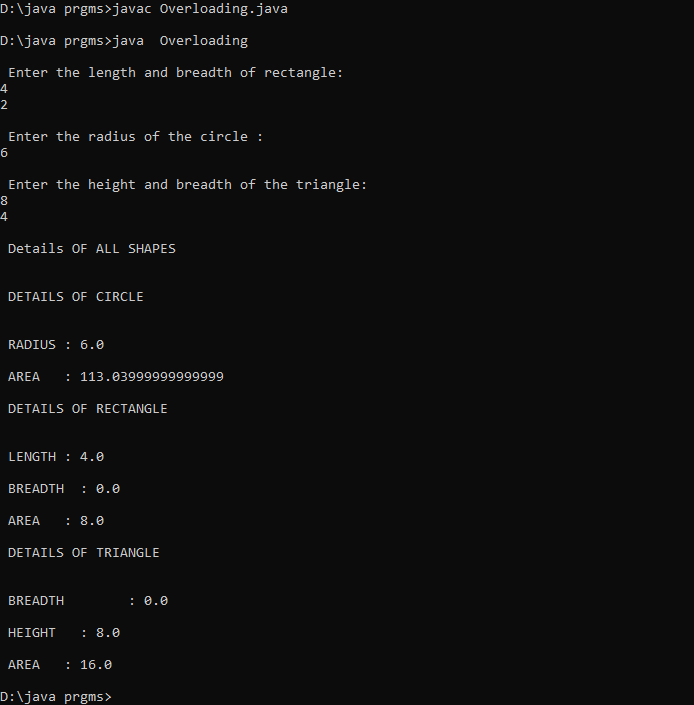 D:\java prgms>javac Overloading.java
D:\java prgms>java  Overloading
Enter the length and breadth of rectangle:
4
2
Enter the radius of the circle :
6
Enter the height and breadth of the triangle:
8
4
Details OF ALL SHAPES
DETAILS OF CIRCLE
RADIUS : 6.0
AREA   : 113.03999999999999
DETAILS OF RECTANGLE
LENGTH : 4.0
BREADTH  : 0.0
AREA   : 8.0
DETAILS OF TRIANGLE
BREADTH        : 0.0
HEIGHT   : 8.0
AREA   : 16.0
D:\java prgms>